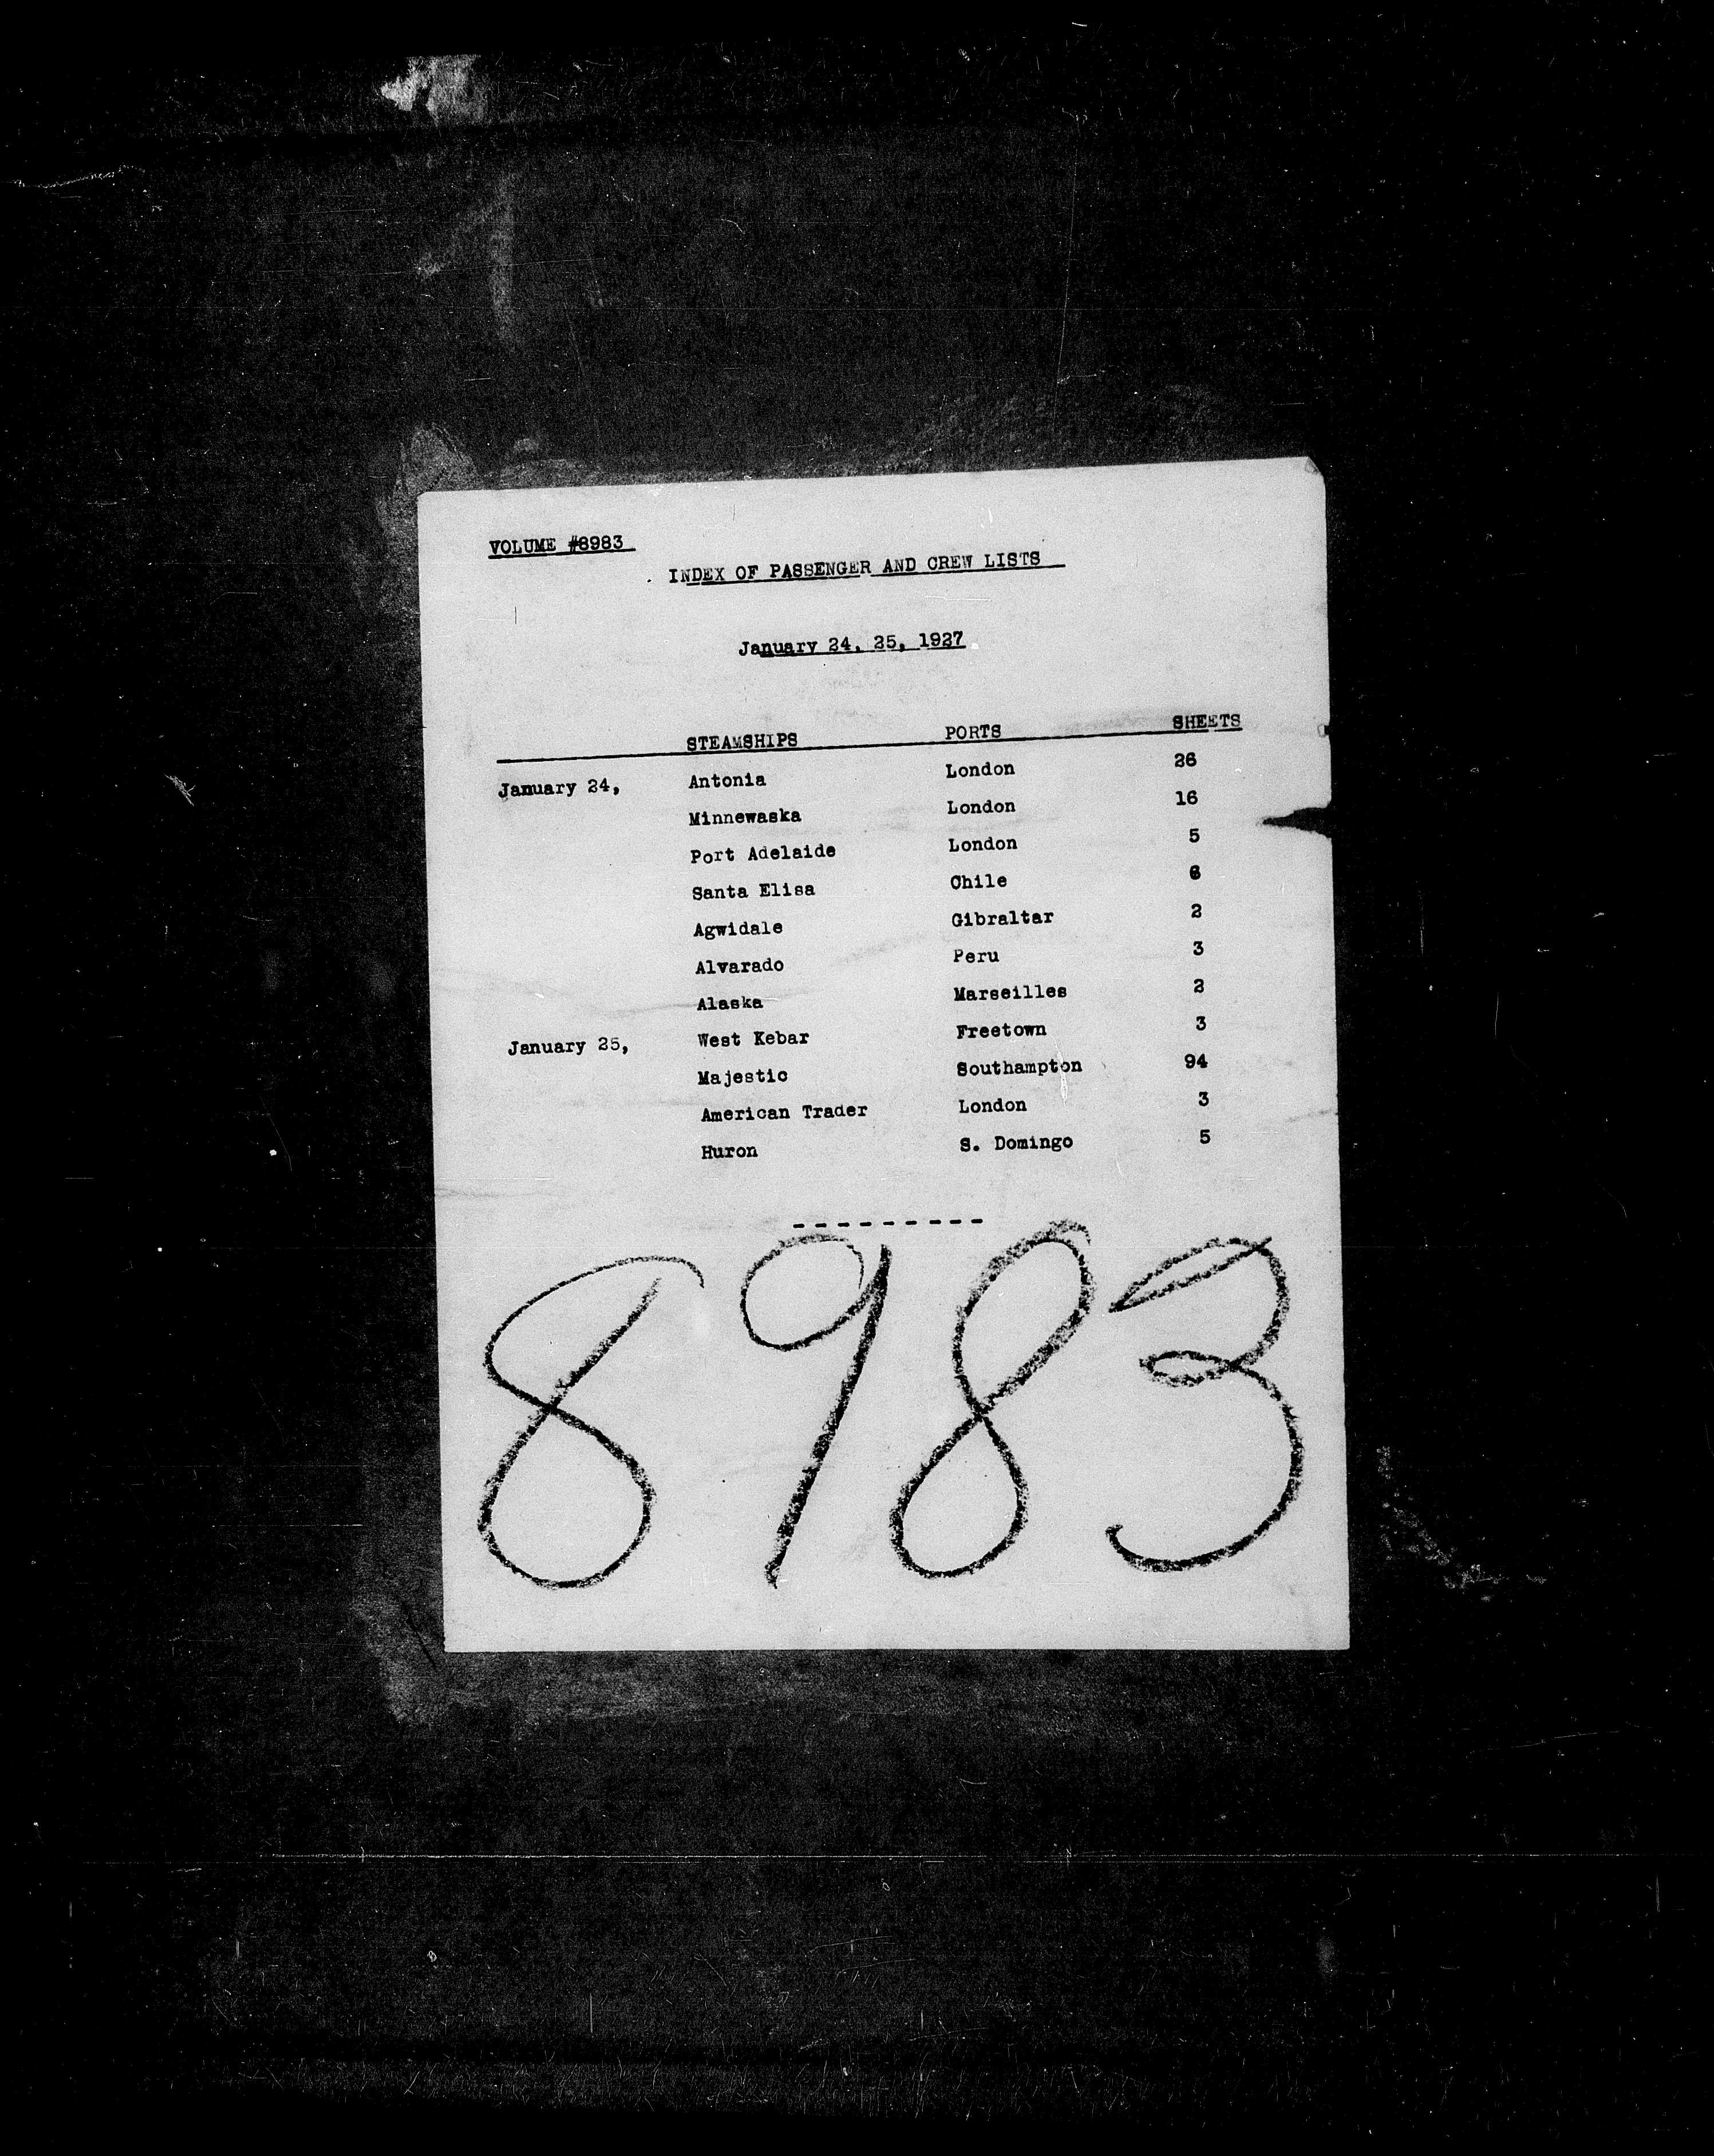 VOLUME #8983
INDEX OF PASSENGER AND CREW LISTS
January 24, 25, 1927
STEAMSHIPS PORTS SHEETS
January 24, Antonia London 26
Minnewaska London 16
Port Adelaide London 5
Santa Elisa Chile 6
Agwidale Gibraltar 2
Alvarado Peru 3
Alaska Marseilles 2
January 25, West Kebar Freetown 3
Majestic Southampton 94
American Trader London 3
Huron S. Domingo 5
---------
8983